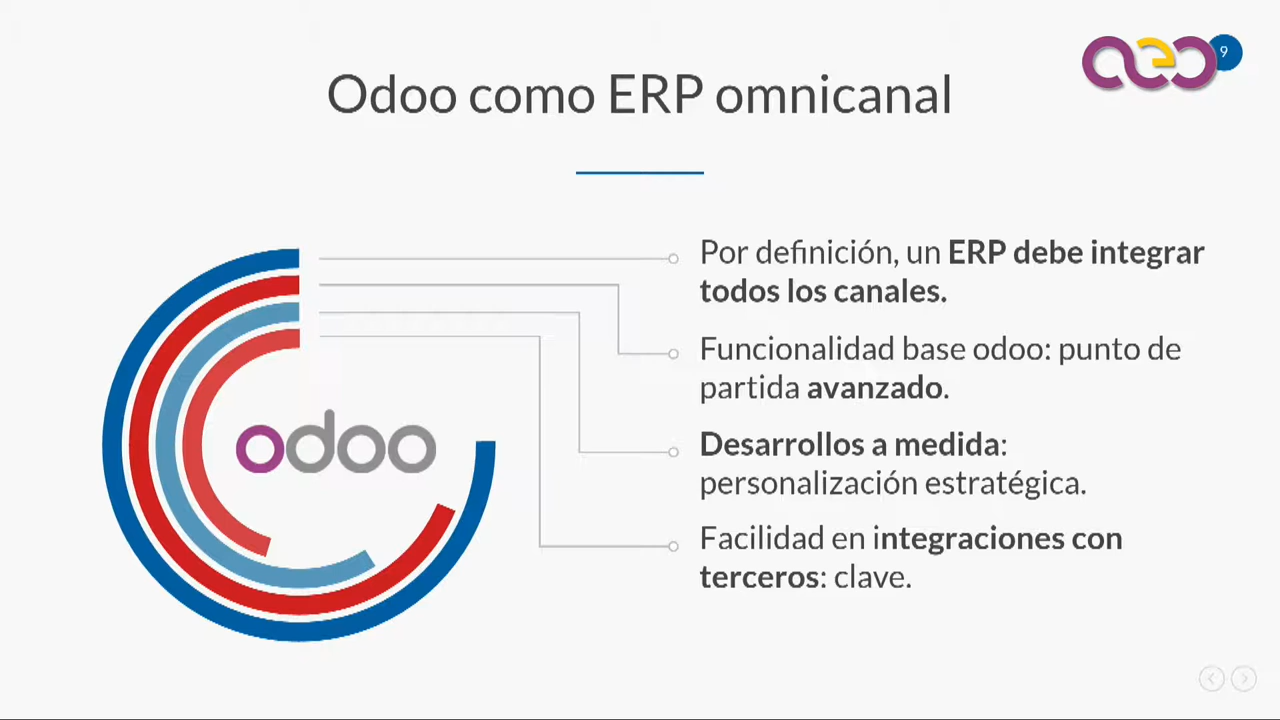 9
Odoo como ERP omnicanal
Por definición, un ERP debe integrar
todos los canales.
Funcionalidad base odoo: punto de
partida avanzado.
Desarrollos a medida:
personalización estratégica.
Facilidad en integraciones con
terceros: clave.
odoo